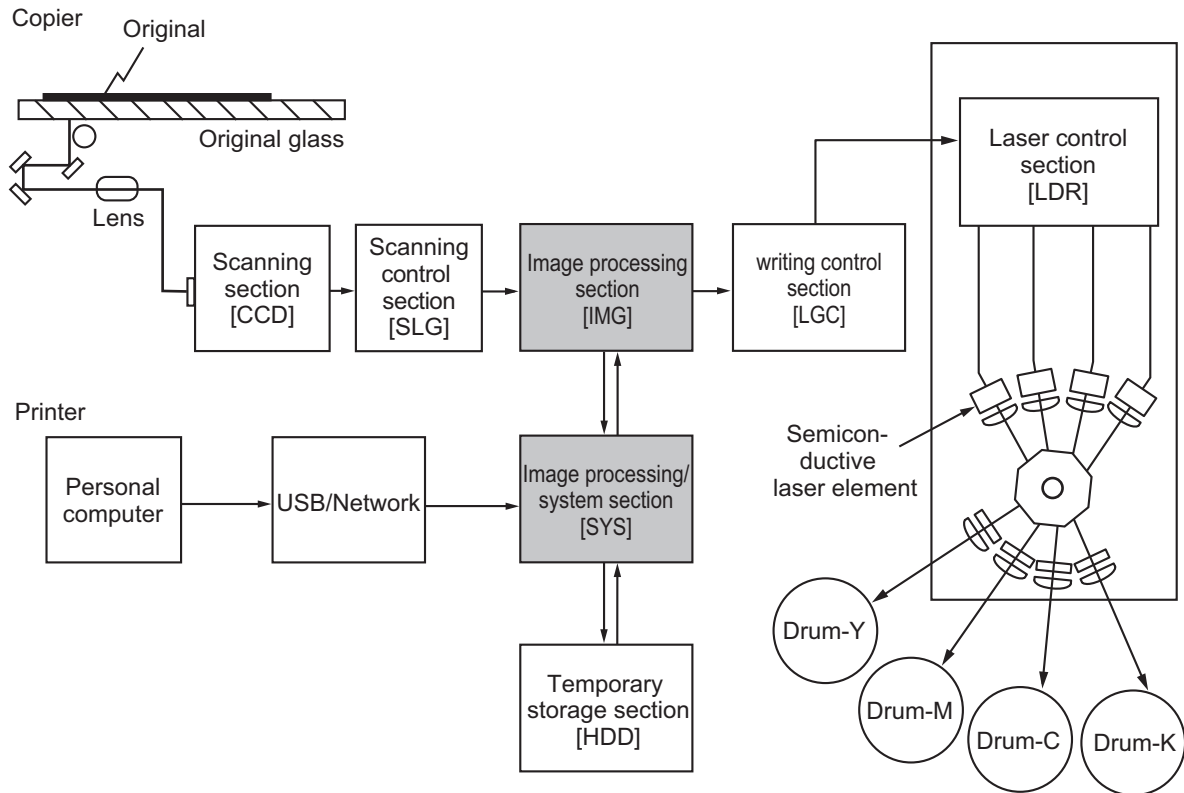 Copier
Original
Original glass
Lens
Scanning
section
[CCD]
Scanning
control
section
[SLG]
Image processing
section
[IMG]
writing control
section
[LGC]
Laser control
section
[LDR]
Semicon-
ductive
laser element
Printer
Personal
computer
USB/Network
Image processing/
system section
[SYS]
Temporary
storage section
[HDD]
Drum-Y
Drum-M
Drum-C
Drum-K